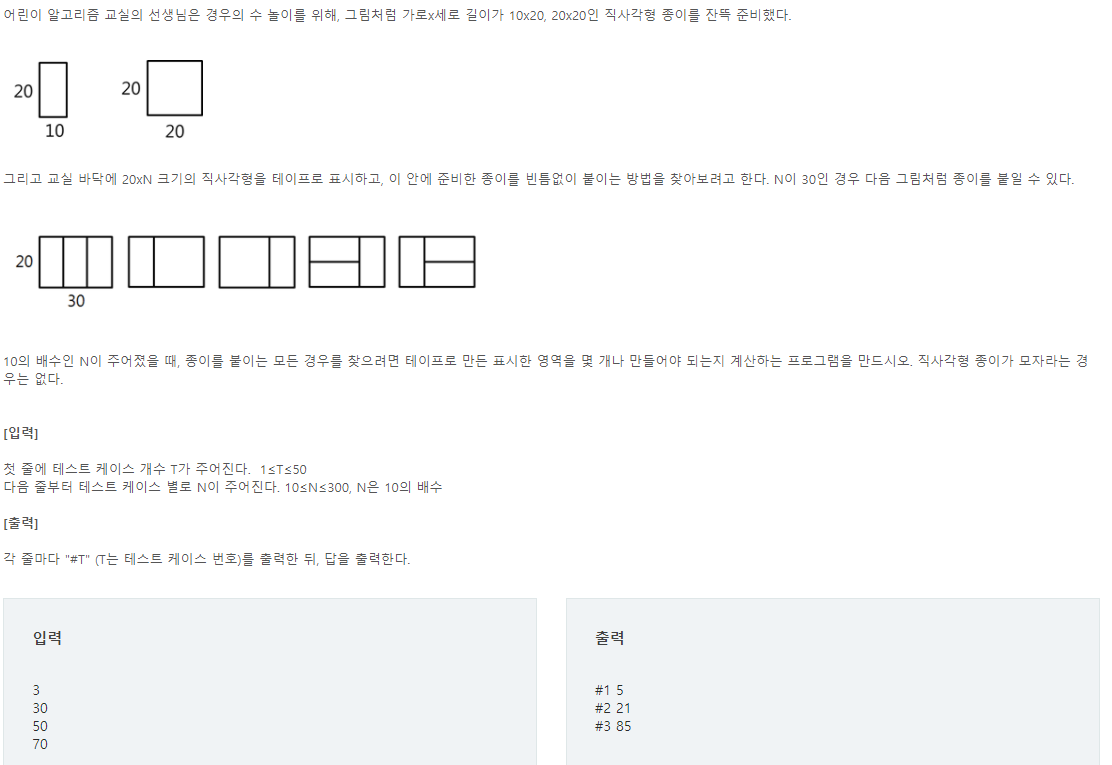 어린이 알고리즘 교실의 선생님은 경우의 수 놀이를 위해, 그림처럼 가로x세로 길이가 10x20, 20x20인 직사각형 종이를 잔뜩 준비했다.
20
10
20
20
그리고 교실 바닥에 20xN 크기의 직사각형을 테이프로 표시하고, 이 안에 준비한 종이를 빈틈없이 붙이는 방법을 찾아보려고 한다. N이 30인 경우 다음 그림처럼 종이를 붙일 수 있다.
20
30
10의 배수인 N이 주어졌을 때, 종이를 붙이는 모든 경우를 찾으려면 테이프로 만든 표시한 영역을 몇 개나 만들어야 되는지 계산하는 프로그램을 만드시오. 직사각형 종이가 모자라는 경
우는 없다.
[입력]
첫 줄에 테스트 케이스 개수 T가 주어진다. 1≤T≤50
다음 줄부터 테스트 케이스 별로 N이 주어진다. 10≤N≤300, N은 10의 배수
[출력]
각 줄마다 "#T" (T는 테스트 케이스 번호)를 출력한 뒤, 답을 출력한다.
입력
3
30
50
70
출력
#1 5
#2 21
#3 85